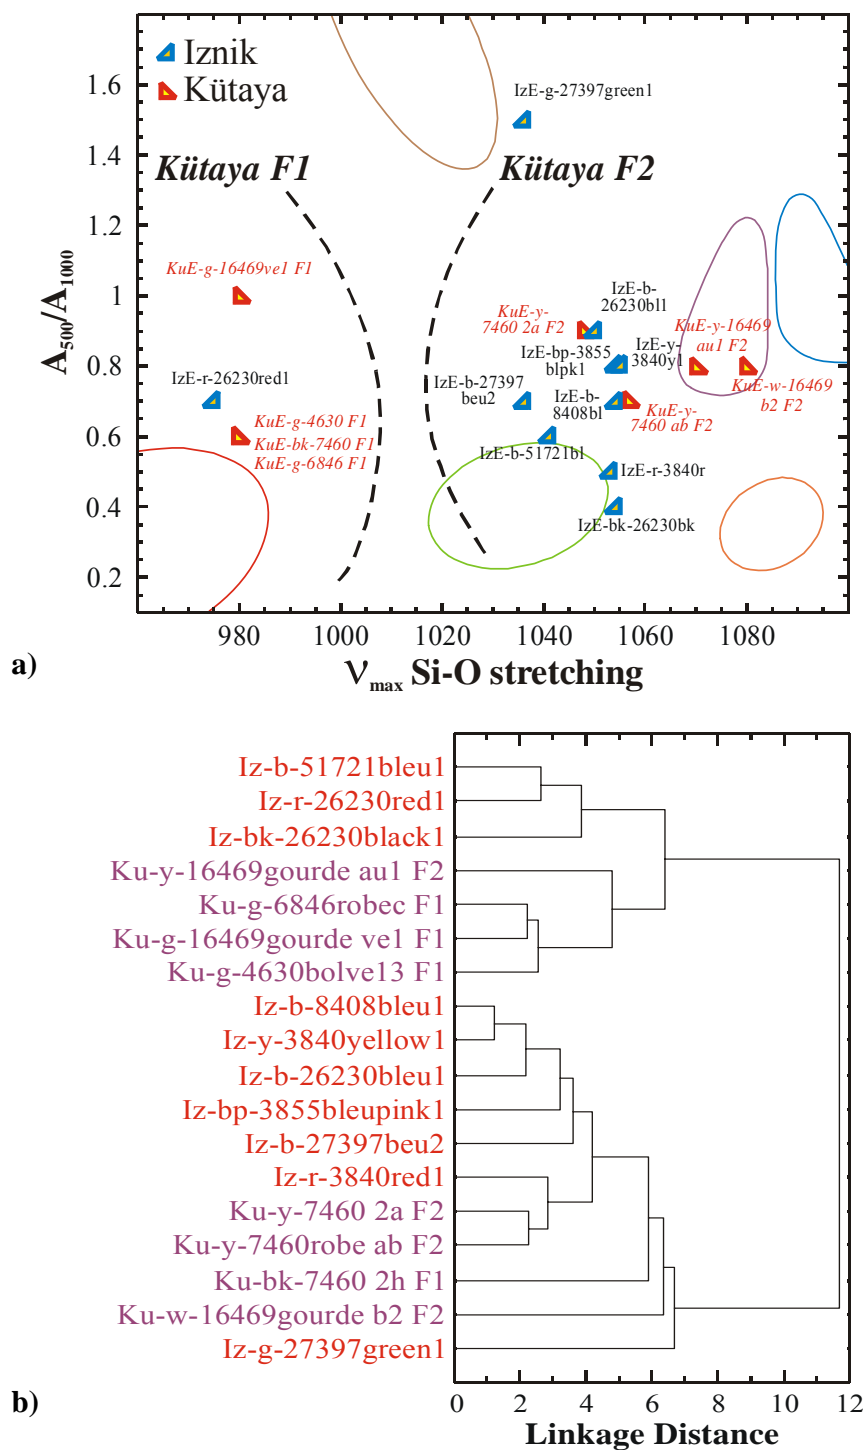 Iznik
Kütaya
IzE-g-27397green1
Kütaya F1
Kütaya F2
KuE-g-16469ve1 F1
IzE-b-
26230bl1
KuE-y-
7460 2a F2
IzE-y-
3840y1
KuE-y-16469
au1 F2
IzE-bp-3855
blpk1
IzE-r-26230red1
IzE-b-27397
beu2
IzE-b-
8408bl
KuE-w-16469
b2 F2
KuE-y-
7460 ab F2
KuE-g-4630 F1
KuE-bk-7460 F1
KuE-g-6846 F1
IzE-b-51721bl
IzE-r-3840r
IzE-bk-26230bk
A500/A1000
1.6
1.4
1.2
1
0.8
0.6
0.4
0.2
980 1000 1020 1040 1060 1080
a)
νmax Si-O stretching
Iz-b-51721bleu1
Iz-r-26230red1
Iz-bk-26230black1
Ku-y-16469gourde au1 F2
Ku-g-6846robec F1
Ku-g-16469gourde ve1 F1
Ku-g-4630bolve13 F1
Iz-b-8408bleu1
Iz-y-3840yellow1
Iz-b-26230bleu1
Iz-bp-3855bleupink1
Iz-b-27397beu2
Iz-r-3840red1
Ku-y-7460 2a F2
Ku-y-7460robe ab F2
Ku-bk-7460 2h F1
Ku-w-16469gourde b2 F2
Iz-g-27397green1
0 2 4 6 8 10 12
b)
Linkage Distance